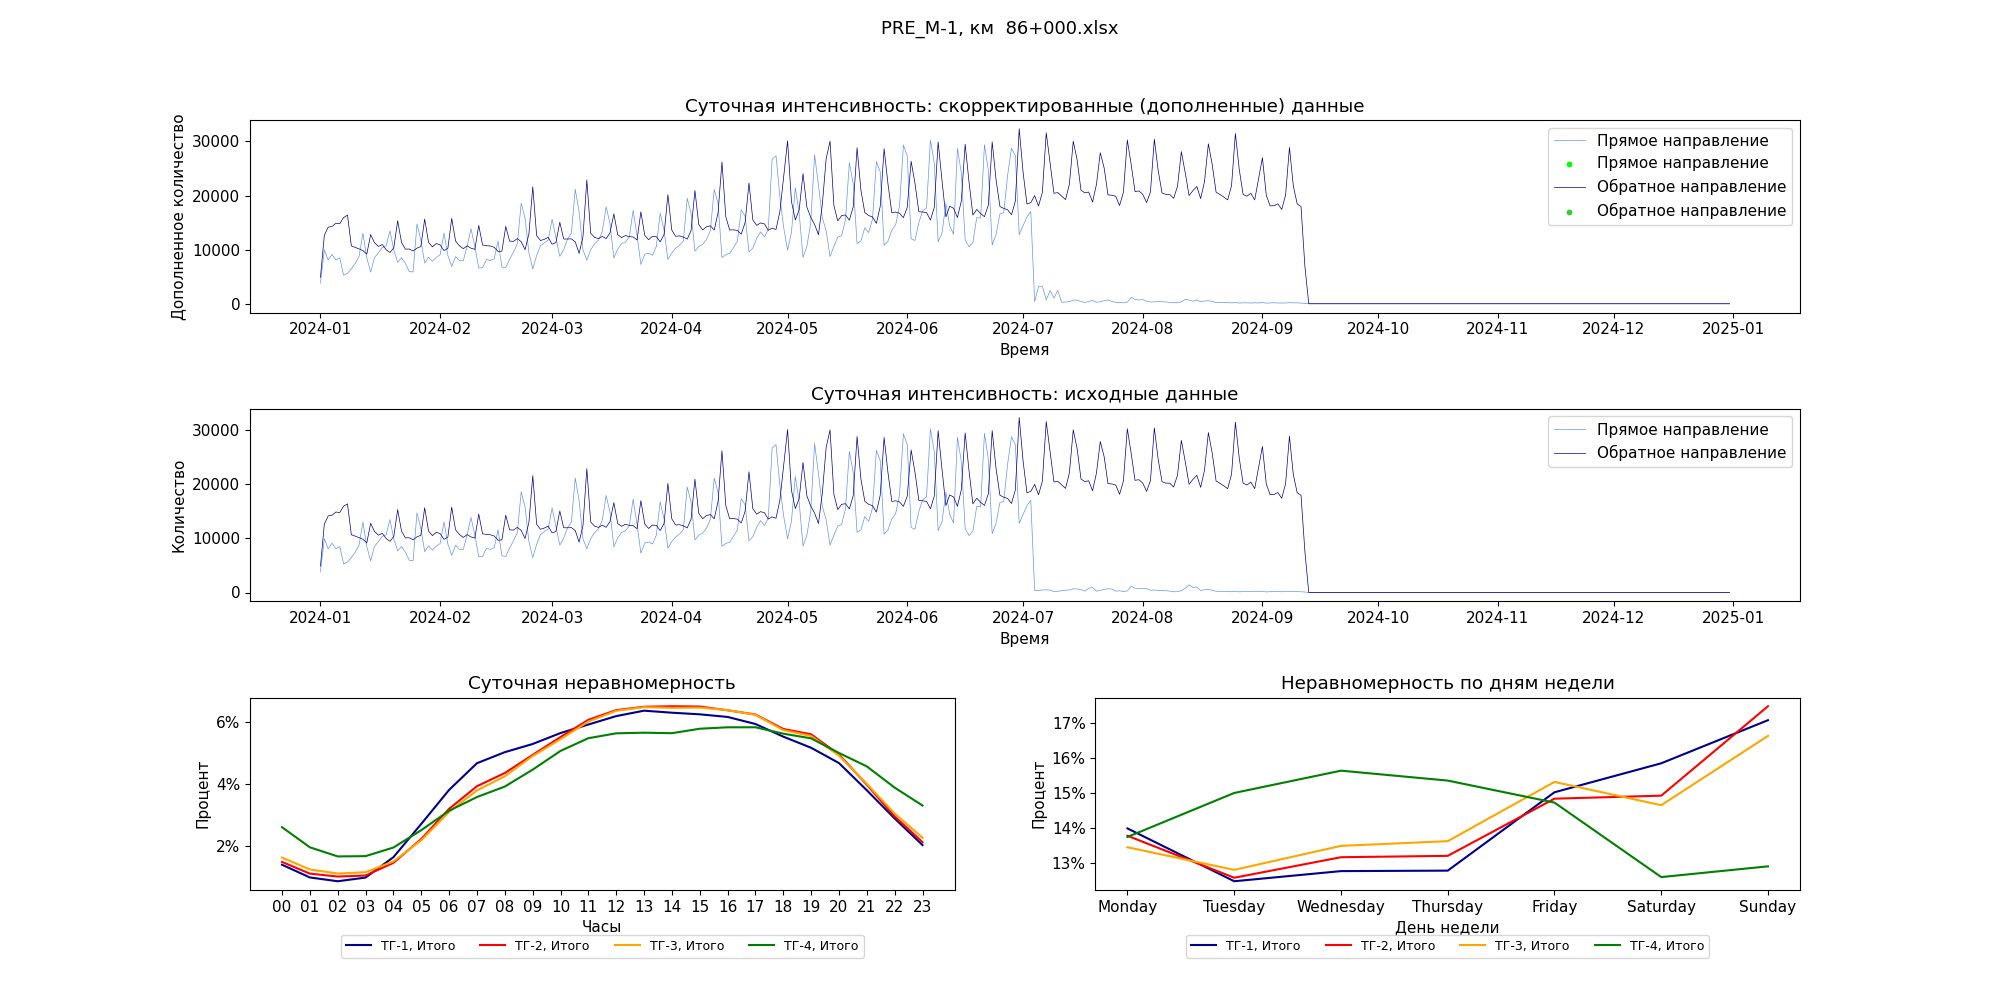 PRE_M-1, км  86+000.xlsx
Суточная интенсивность: скорректированные (дополненные) данные
Дополненное количество
30000
20000
10000
0
Прямое направление
Прямое направление
Обратное направление
Обратное направление
2024-01 2024-02 2024-03 2024-04 2024-05 2024-06 2024-07 2024-08 2024-09 2024-10 2024-11 2024-12 2025-01
Время
Суточная интенсивность: исходные данные
Количество
30000
20000
10000
0
Прямое направление
Обратное направление
2024-01 2024-02 2024-03 2024-04 2024-05 2024-06 2024-07 2024-08 2024-09 2024-10 2024-11 2024-12 2025-01
Время
Суточная неравномерность
Процент
6%
4%
2%
00 01 02 03 04 05 06 07 08 09 10 11 12 13 14 15 16 17 18 19 20 21 22 23
Часы
ТГ-1, Итого ТГ-2, Итого ТГ-3, Итого ТГ-4, Итого
Неравномерность по дням недели
Процент
17%
16%
15%
14%
13%
Monday Tuesday Wednesday Thursday Friday Saturday Sunday
День недели
ТГ-1, Итого ТГ-2, Итого ТГ-3, Итого ТГ-4, Итого